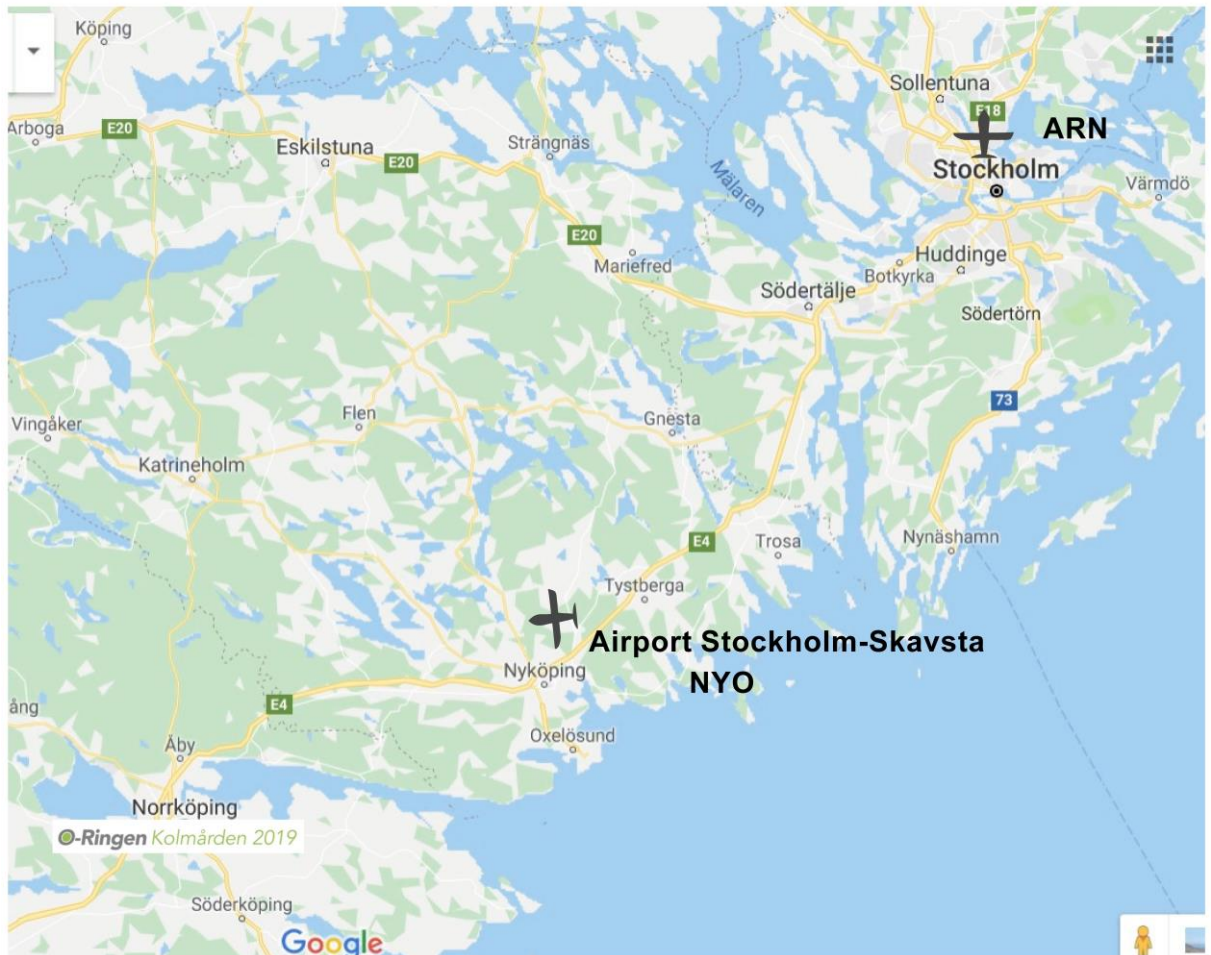 Köping
Sollentuna
E18
ARN
Arboga
E20
Eskilstuna
E20
Strängnäs
Stockholm
Värmdö
Mälaren
E20
Mariefred
Huddinge
Botkyrka
Södertälje
Södertörn
73
Vingåker
Flen
Gnesta
Katrineholm
E4
Trosa
Nynäshamn
Tystberga
Airport Stockholm-Skavsta
NYO
Nyköping
E4
ång
Oxelösund
Åby
Norrköping
O-Ringen Kolmården 2019
Söderköping
Google